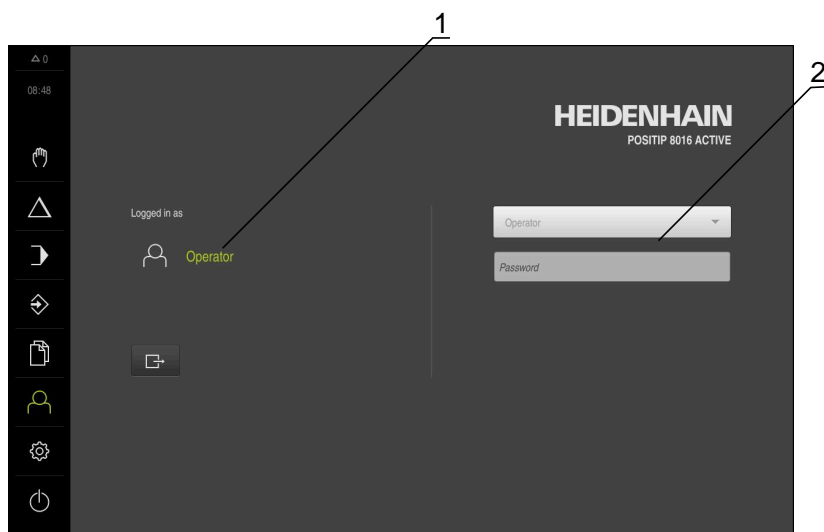 1
2
0
08:48
HEIDENHAIN
POSITIP 8016 ACTIVE
Logged in as
Operator
Operator
Password